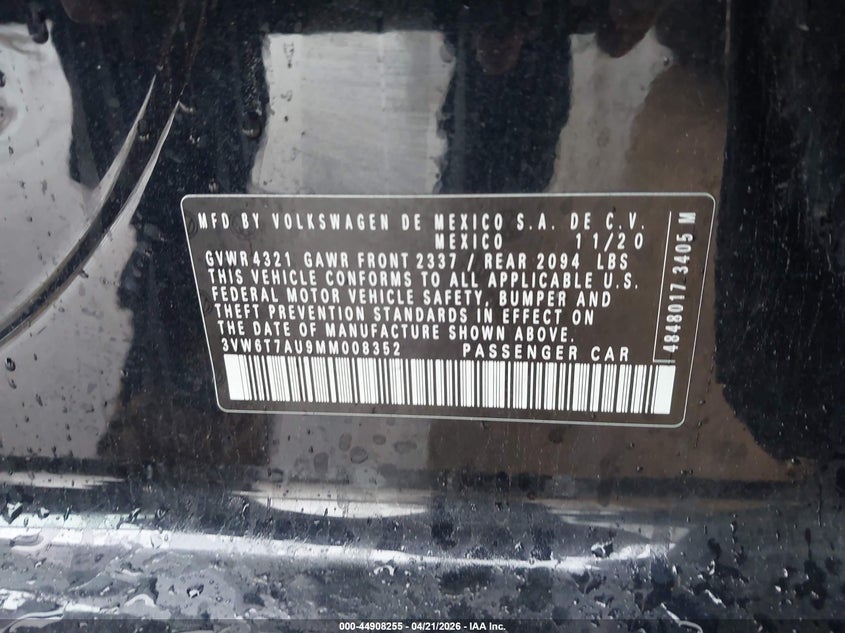 MFD BY VOLKSWAGEN DE MEXICO S.A. DE C.V.
MEXICO 11/20
GVWR 4321 GAWR FRONT 2337 / REAR 2094 LBS
THIS VEHICLE CONFORMS TO ALL APPLICABLE U.S.
FEDERAL MOTOR VEHICLE SAFETY, BUMPER AND
THEFT PREVENTION STANDARDS IN EFFECT ON
THE DATE OF MANUFACTURE SHOWN ABOVE.
3VW6T7AU9MM008352 PASSENGER CAR
4848017 3405 M
000-44908255 - 04/21/2026 - IAA Inc.